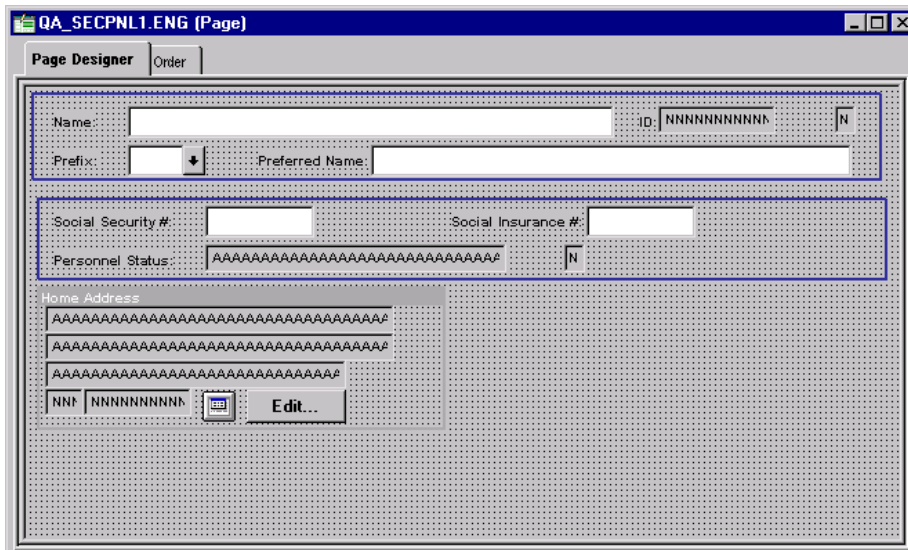 QA_SECPNL1.ENG (Page)
Page Designer Order
Name: ID: NNNNNNNNNNN N
Prefix: Preferred Name:
Social Security #: Social Insurance #:
Personnel Status: AAAAAAAAAAAAAAAAAAAAAAAAAAAAAA N
Home Address
AAAAAAAAAAAAAAAAAAAAAAAAAAAAAAAAAAA
AAAAAAAAAAAAAAAAAAAAAAAAAAAAAAAAAAA
AAAAAAAAAAAAAAAAAAAAAAAAAAAAAA
NNN NNNNNNNNNN Edit...